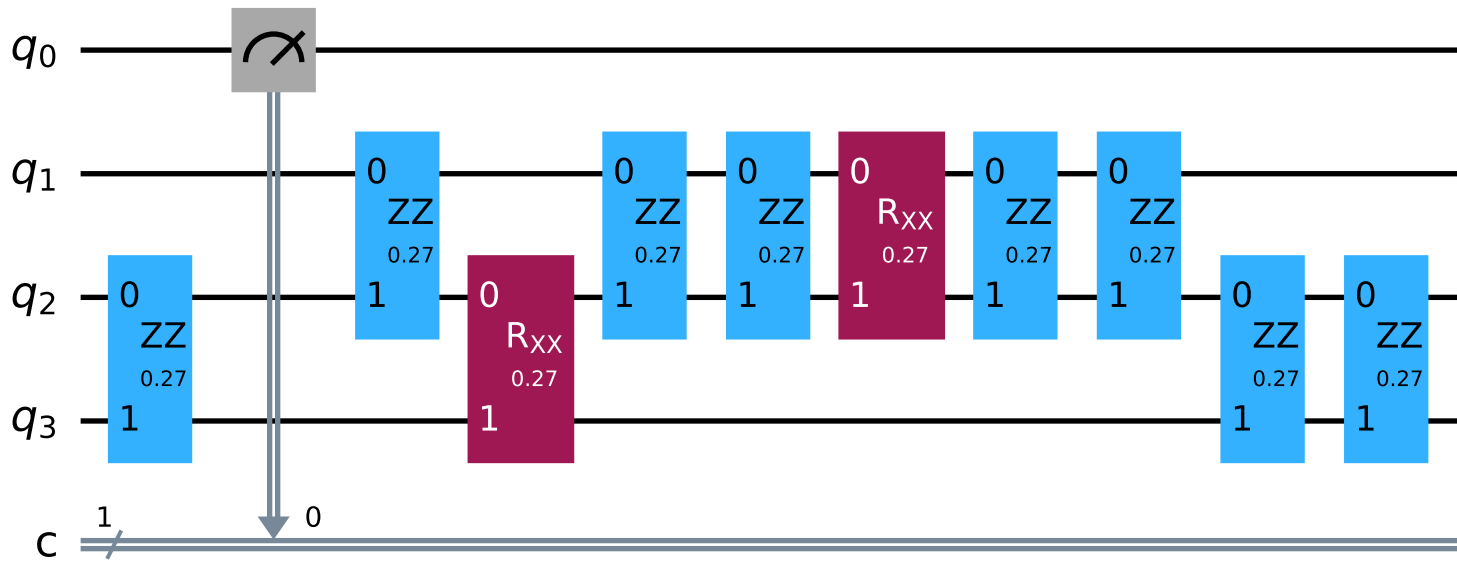 q0
0 0 0 0 0 0
q1
ZZ ZZ ZZ RXX ZZ ZZ
0.27 0.27 0.27 0.27 0.27 0.27
0 1 0 1 1 1 1 1 0 0
q2
ZZ RXX ZZ ZZ
0.27 0.27 0.27 0.27
1 1 1 1
q3
1 0
c